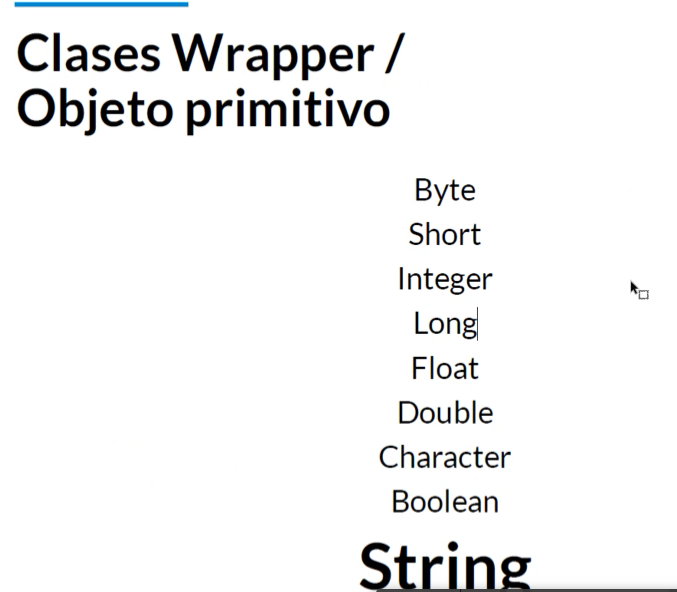 Clases Wrapper /
Objeto primitivo
Byte
Short
Integer
Long
Float
Double
Character
Boolean
String